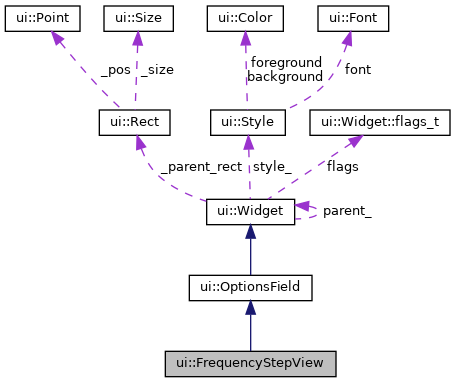 ui::Point
ui::Size
ui::Color
ui::Font
_pos
_size
foreground
background
font
ui::Rect
ui::Style
ui::Widget::flags_t
_parent_rect
style_
flags
ui::Widget
parent_
ui::OptionsField
ui::FrequencyStepView